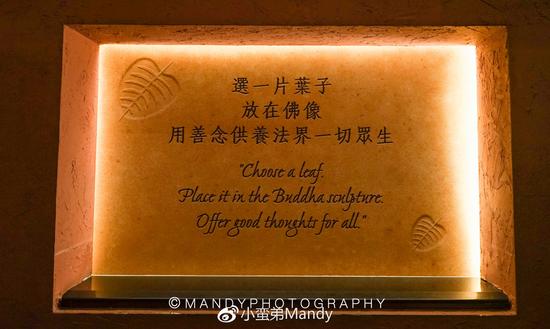 選一片葉子
放在佛像
用善念供養法界一切眾生
"Choose a leaf.
Place it in the Buddha sculpture.
Offer good thoughts for all."
©MANDYPHOTOGRAPHY
小蛮弟Mandy